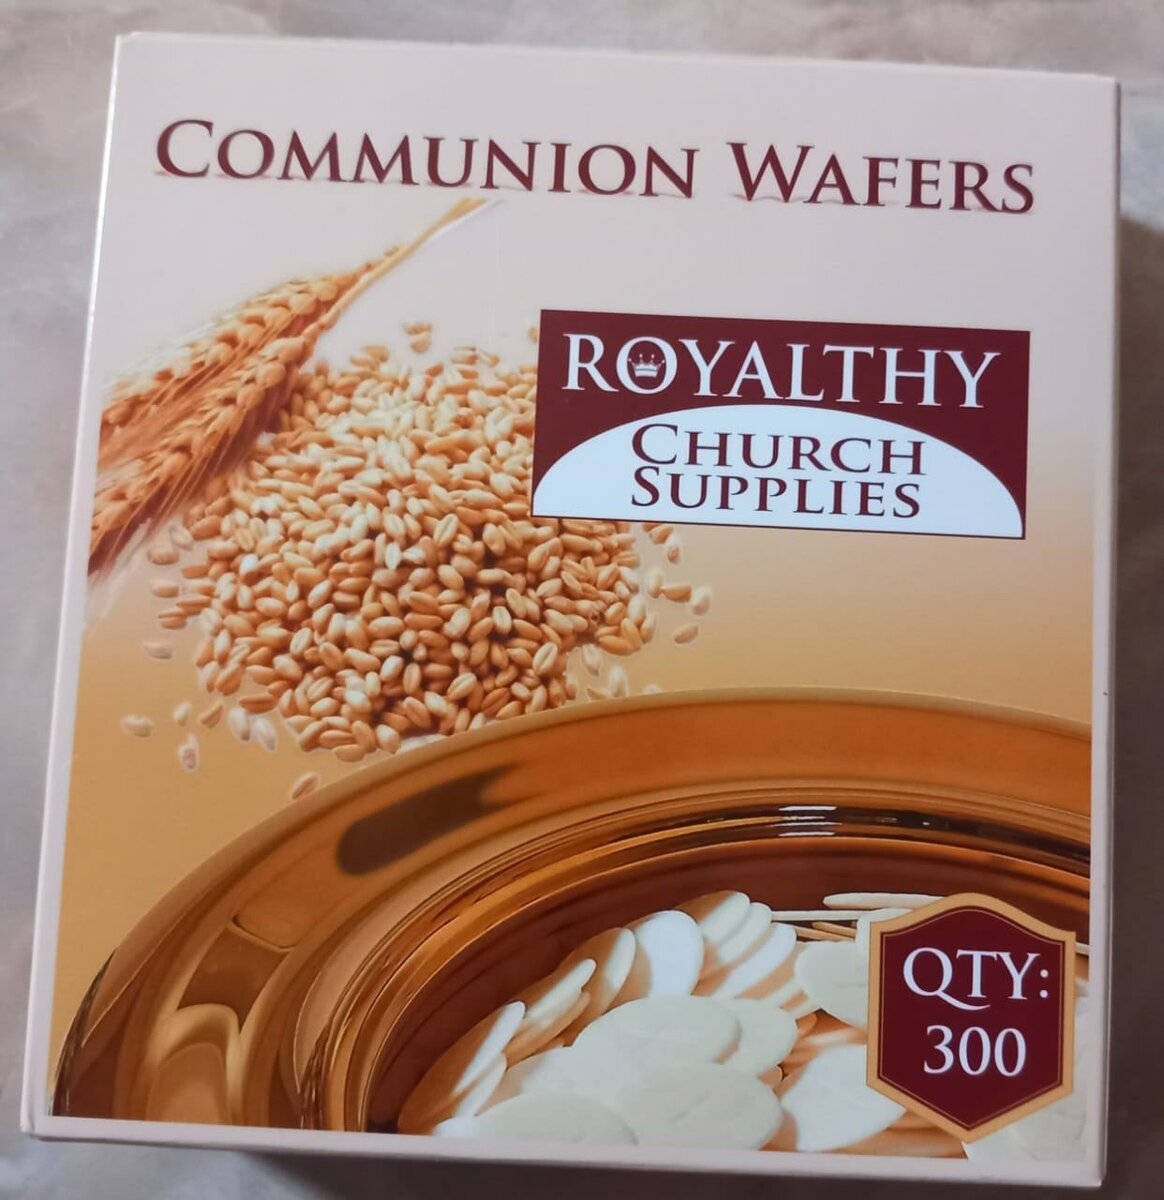 COMMUNION WAFERS
ROYALTHY
CHURCH
SUPPLIES
QTY:
300